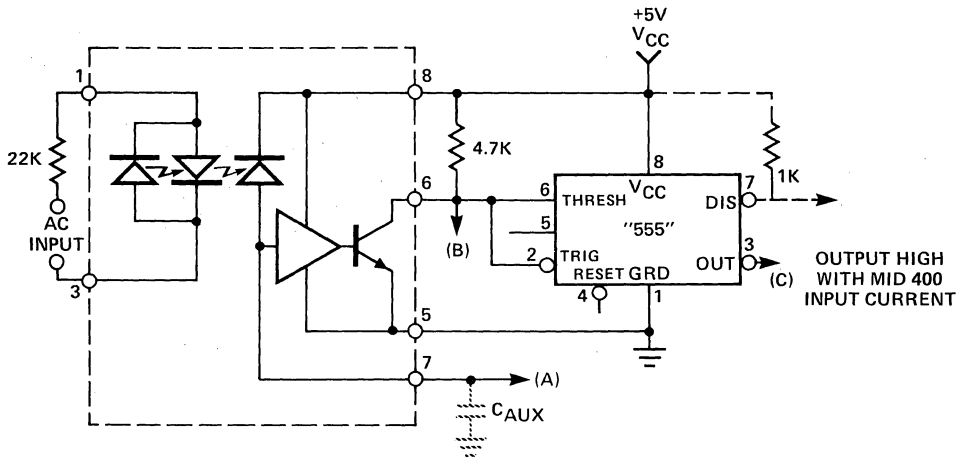 +5V
VCC
1
8
22K
4.7K
AC
INPUT
3
6
(B)
8
VCC
6
THRESH
5
"555"
2
TRIG
RESET
4
GRD
1
DIS
7
1K
OUT
3
(C)
OUTPUT HIGH
WITH MID 400
INPUT CURRENT
5
7
(A)
CAUX